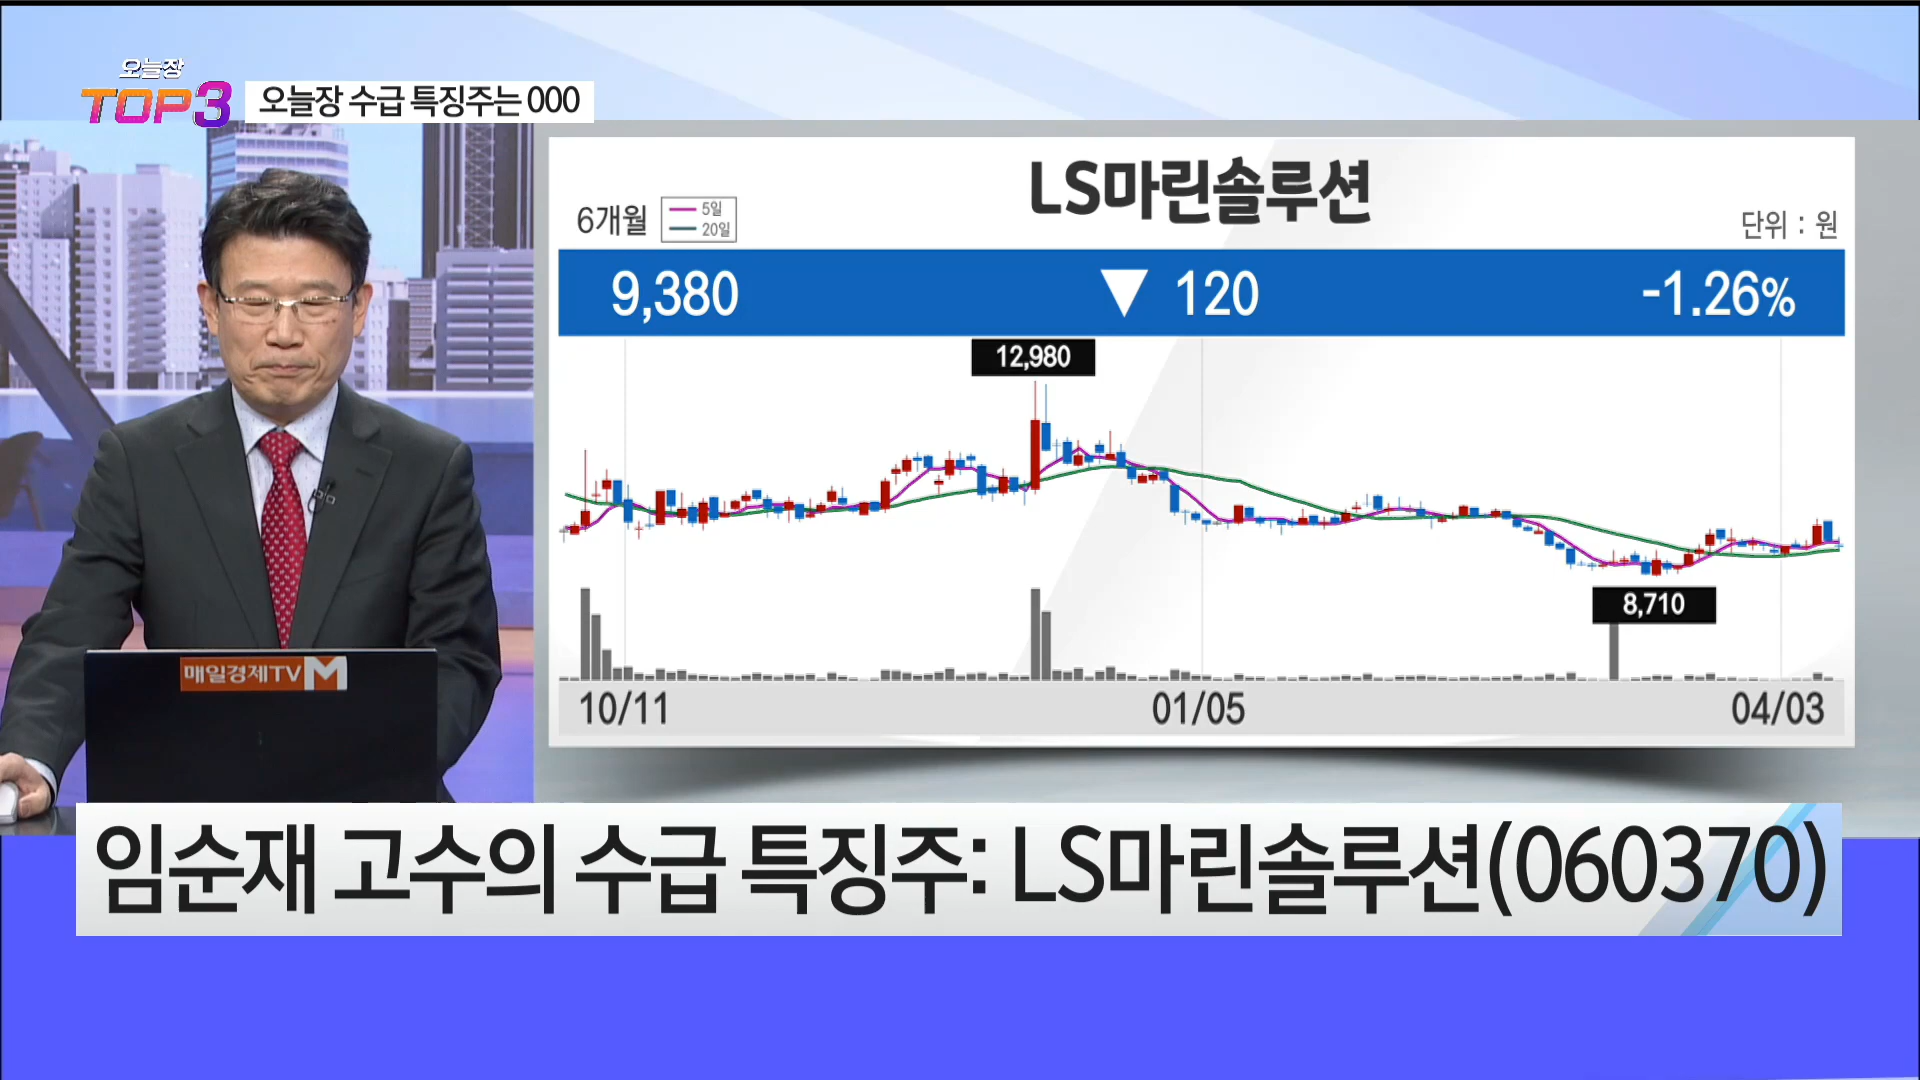 오늘장
TOP3
오늘장 수급 특징주는 OOO
LS마린솔루션
6개월
5일
20일
단위 : 원
9,380 ▼ 120 -1.26%
12,980
8,710
10/11 01/05 04/03
매일경제TV M
임순재 고수의 수급 특징주: LS마린솔루션(060370)